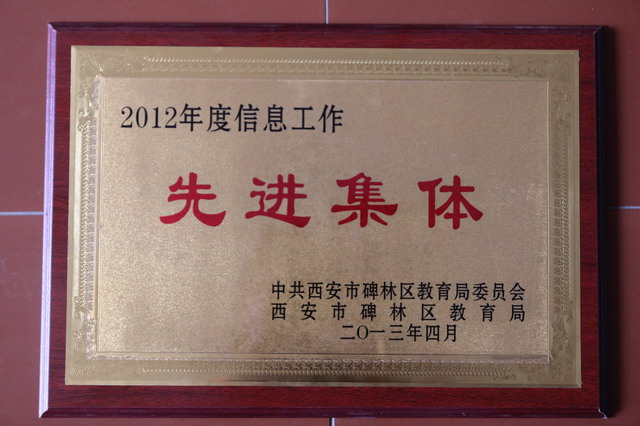 2012年度信息工作
先进集体
中共西安市碑林区教育局委员会
西安市碑林区教育局
二〇一三年四月